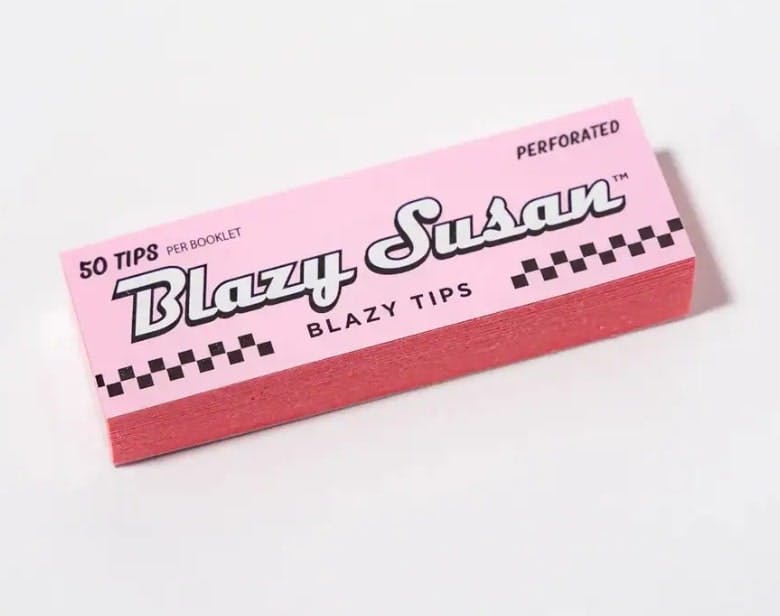 PERFORATED
50 TIPS PER BOOKLET
Blazy Susan™
BLAZY TIPS